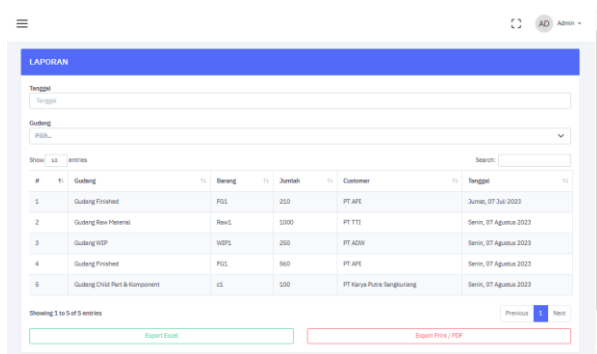 AD Admin
LAPORAN
Tanggal
Tanggal
Gudang
Pilih...
Show 10 entries Search:
# Gudang Barang Jumlah Customer Tanggal
1 Gudang Finished FG1 210 PT API Jumat, 07 Juli 2023
2 Gudang Raw Material Raw1 1000 PT TTI Senin, 07 Agustus 2023
3 Gudang WIP WIP1 250 PT ADW Senin, 07 Agustus 2023
4 Gudang Finished FG1 560 PT API Senin, 07 Agustus 2023
5 Gudang Child Part & Komponent c1 100 PT Karya Putra Sangkuriang Senin, 07 Agustus 2023
Showing 1 to 5 of 5 entries Previous 1 Next
Export Excel Export Print / PDF